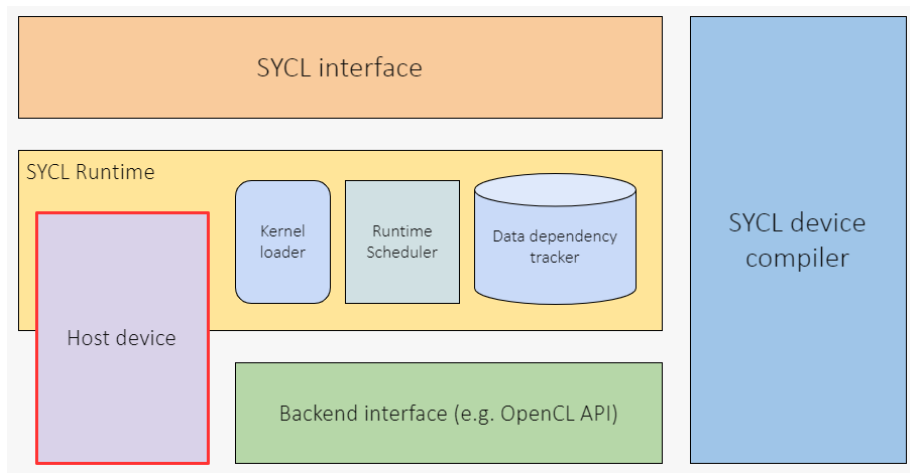 SYCL interface
SYCL Runtime
Kernel
loader
Runtime
Scheduler
Data dependency
tracker
Host device
Backend interface (e.g. OpenCL API)
SYCL device
compiler